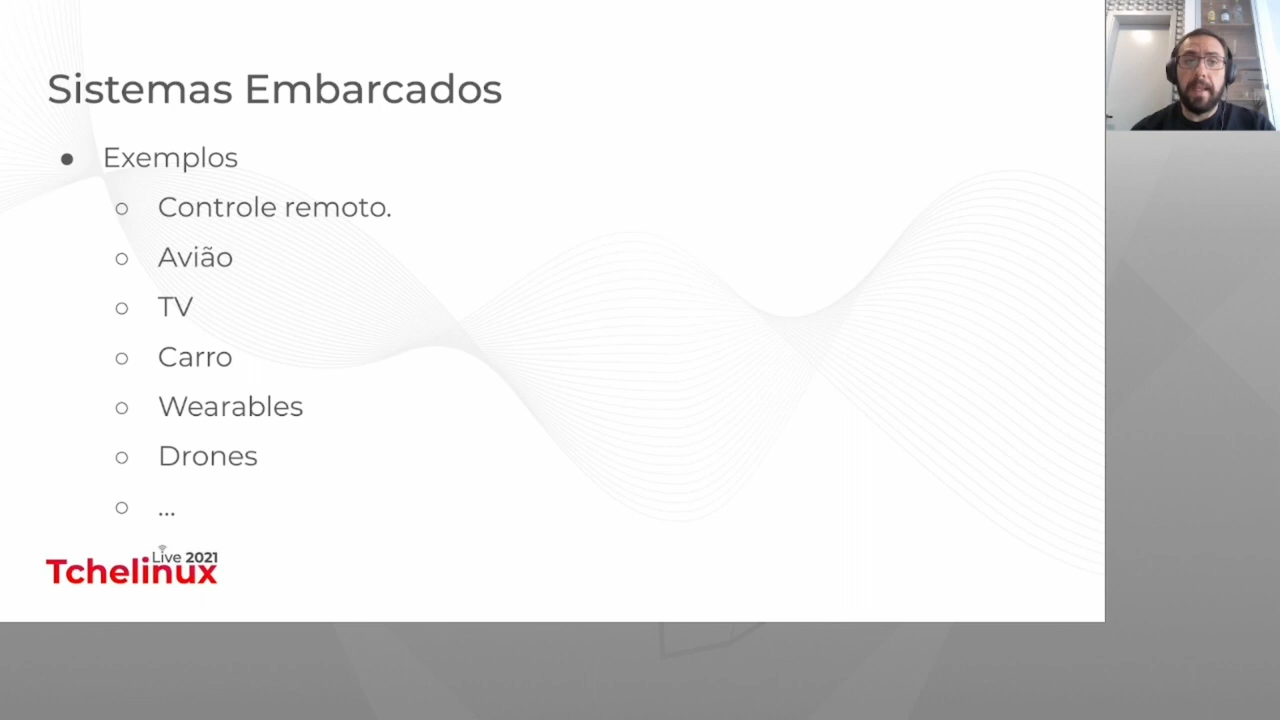 Sistemas Embarcados
● Exemplos
○ Controle remoto.
○ Avião
○ TV
○ Carro
○ Wearables
○ Drones
○ ...
Live 2021
Tchelinux